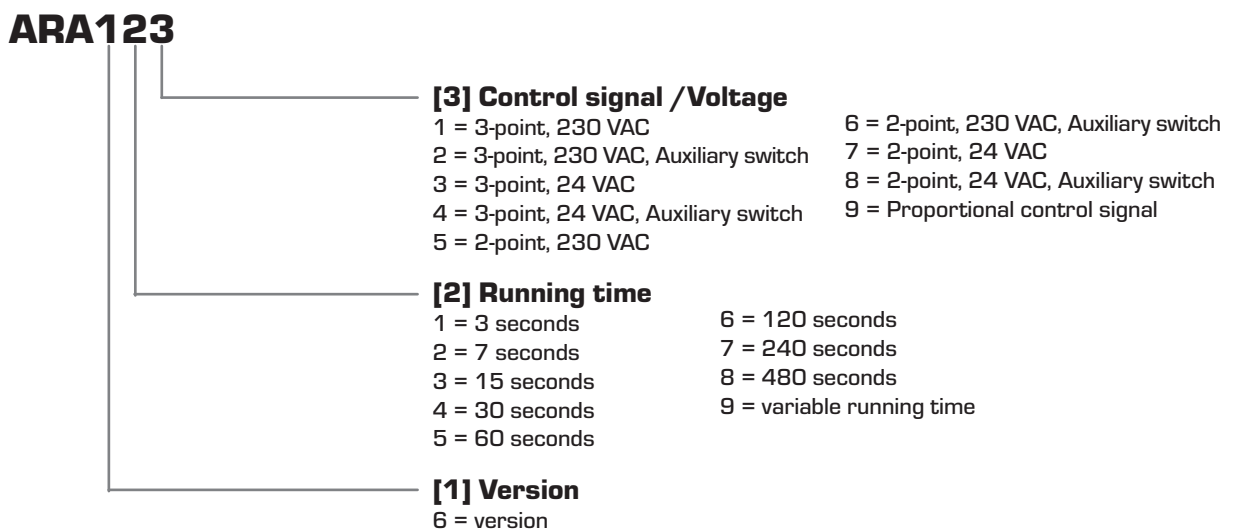 ARA123
[3] Control signal /Voltage
1 = 3-point, 230 VAC
2 = 3-point, 230 VAC, Auxiliary switch
3 = 3-point, 24 VAC
4 = 3-point, 24 VAC, Auxiliary switch
5 = 2-point, 230 VAC
6 = 2-point, 230 VAC, Auxiliary switch
7 = 2-point, 24 VAC
8 = 2-point, 24 VAC, Auxiliary switch
9 = Proportional control signal
[2] Running time
1 = 3 seconds
2 = 7 seconds
3 = 15 seconds
4 = 30 seconds
5 = 60 seconds
6 = 120 seconds
7 = 240 seconds
8 = 480 seconds
9 = variable running time
[1] Version
6 = version